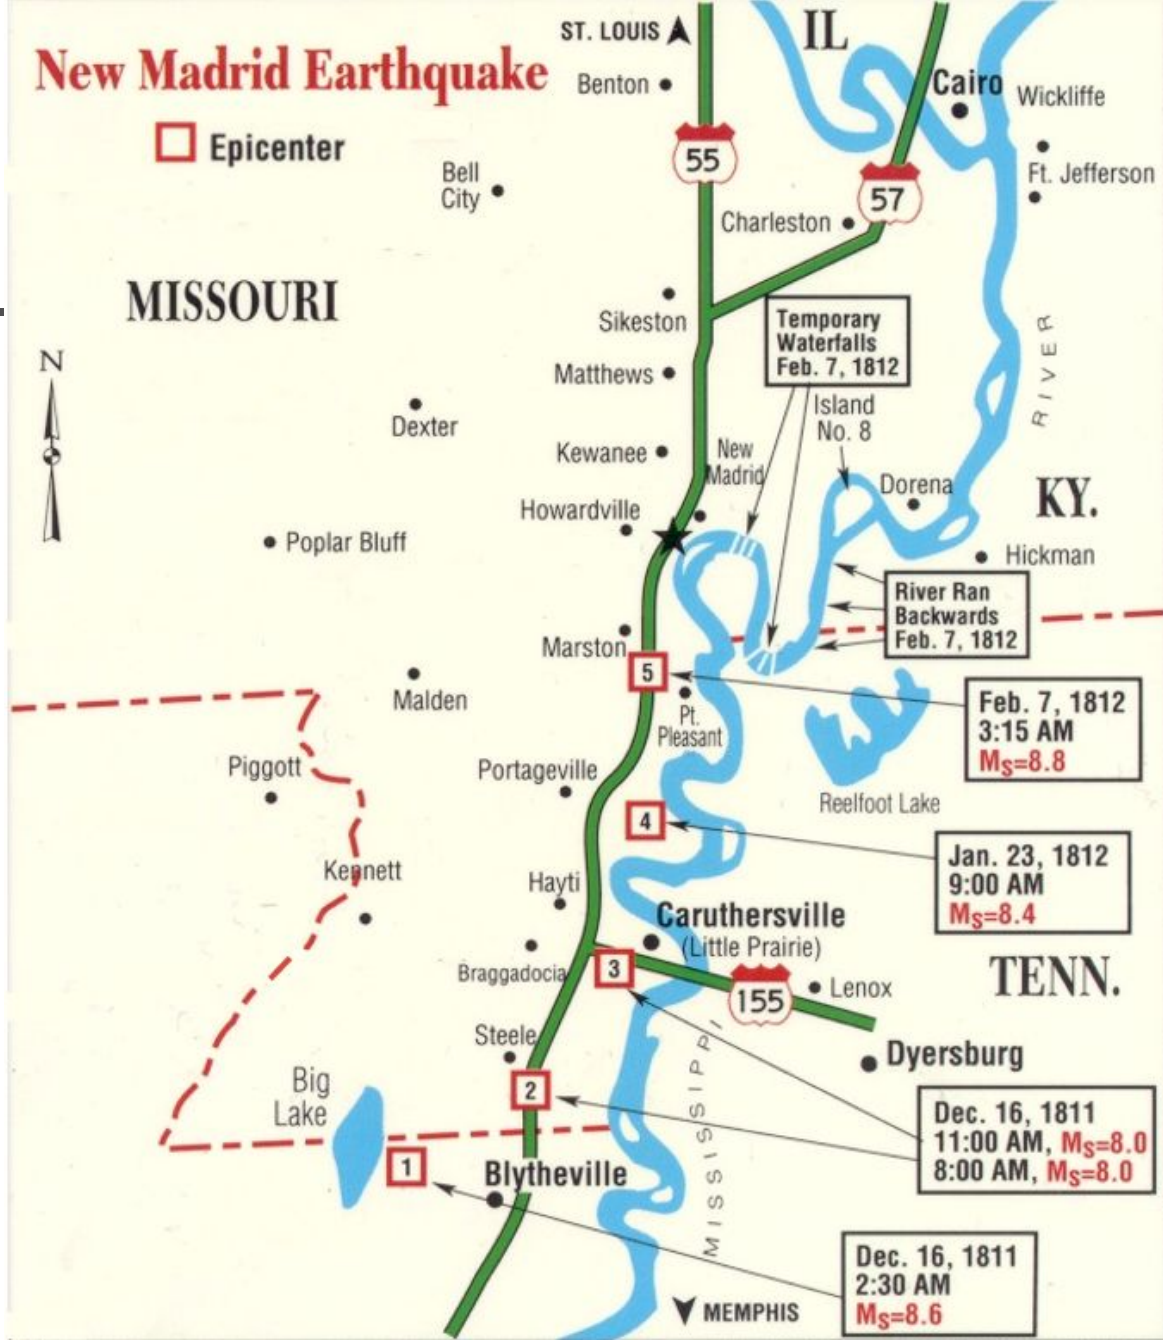 New Madrid Earthquake
Epicenter
ST. LOUIS
Benton
IL
Cairo
Wickliffe
55
57
Bell
City
Ft. Jefferson
Charleston
MISSOURI
Sikeston
Temporary
Waterfalls
Feb. 7, 1812
RIVER
N
Matthews
Island
No. 8
Dexter
Kewanee
New
Madrid
Dorena
KY.
Howardville
Poplar Bluff
Hickman
River Ran
Backwards
Feb. 7, 1812
Marston
5
Malden
Pt.
Pleasant
Feb. 7, 1812
3:15 AM
MS=8.8
Piggott
Portageville
Reelfoot Lake
4
Jan. 23, 1812
9:00 AM
MS=8.4
Kennett
Hayti
Caruthersville
(Little Prairie)
Braggadocia
3
155
Lenox
TENN.
Steele
Dyersburg
Big
Lake
2
MISSISSIPPI
Dec. 16, 1811
11:00 AM, MS=8.0
8:00 AM, MS=8.0
1
Blytheville
Dec. 16, 1811
2:30 AM
MS=8.6
MEMPHIS